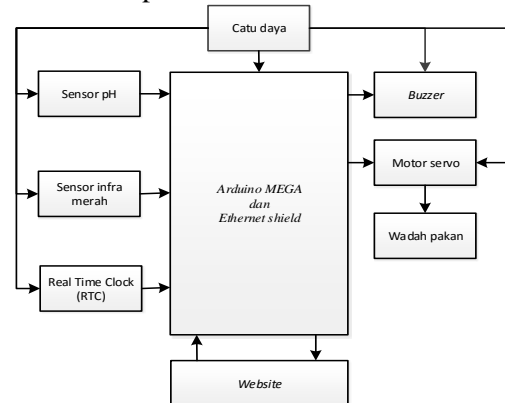 Catu daya
Sensor pH
Buzzer
Sensor infra
merah
Arduino MEGA
dan
Ethernet shield
Motor servo
Wadah pakan
Real Time Clock
(RTC)
Website